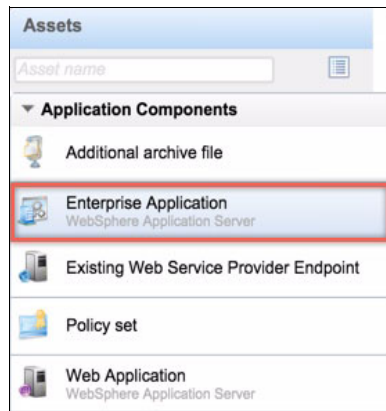 Assets
Asset name
Application Components
Additional archive file
Enterprise Application
WebSphere Application Server
Existing Web Service Provider Endpoint
Policy set
Web Application
WebSphere Application Server